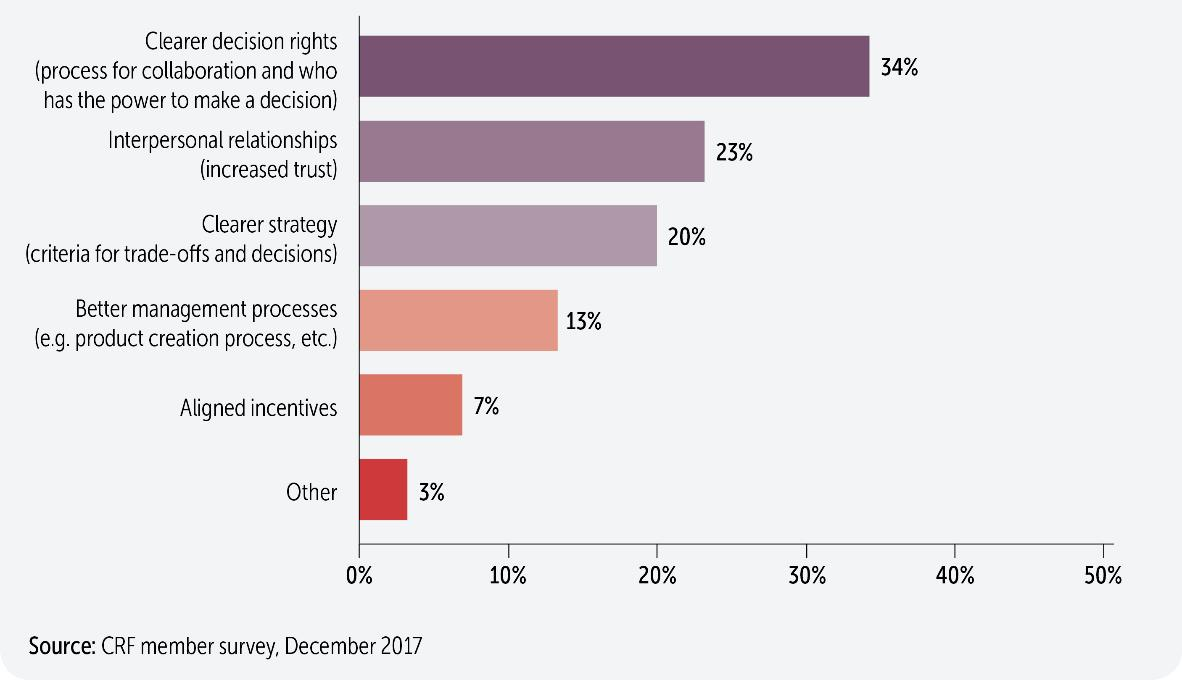 Clearer decision rights
(process for collaboration and who
has the power to make a decision)
34%
Interpersonal relationships
(increased trust)
23%
Clearer strategy
(criteria for trade-offs and decisions)
20%
Better management processes
(e.g. product creation process, etc.)
13%
Aligned incentives
7%
Other
3%
0% 10% 20% 30% 40% 50%
Source: CRF member survey, December 2017